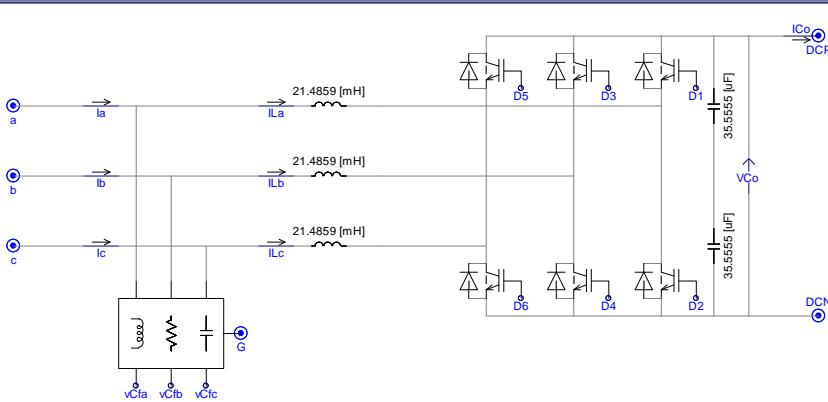 ICo
DCP
D5
D3
D1
21.4859 [mH]
a
Ia
ILa
35.5555 [uF]
21.4859 [mH]
b
Ib
ILb
VCo
21.4859 [mH]
c
Ic
ILc
35.5555 [uF]
D6
D4
D2
DCN
G
vCfa
vCfb
vCfc